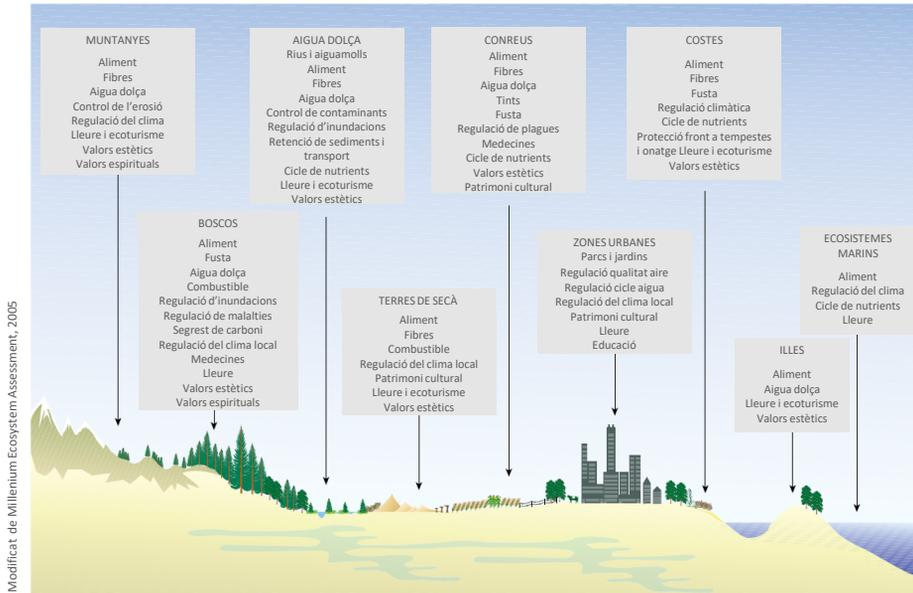 MUNTANYES
Aliment
Fibres
Aigua dolça
Control de l'erosió
Regulació del clima
Lleure i ecoturisme
Valors estètics
Valors espirituals
AIGUA DOLÇA
Rius i aiguamolls
Aliment
Fibres
Aigua dolça
Control de contaminants
Regulació d'inundacions
Retenció de sediments i
transport
Cicle de nutrients
Lleure i ecoturisme
Valors estètics
CONREUS
Aliment
Fibres
Aigua dolça
Tints
Fusta
Regulació de plagues
Medecines
Cicle de nutrients
Valors estètics
Patrimoni cultural
COSTES
Aliment
Fibres
Fusta
Regulació climàtica
Cicle de nutrients
Protecció front a tempestes
i onatge Lleure i ecoturisme
Valors estètics
BOSCOS
Aliment
Fusta
Aigua dolça
Combustible
Regulació d'inundacions
Regulació de malalties
Segrest de carboni
Regulació del clima local
Medecines
Lleure
Valors estètics
Valors espirituals
TERRES DE SECÀ
Aliment
Fibres
Combustible
Regulació del clima local
Patrimoni cultural
Lleure i ecoturisme
Valors estètics
ZONES URBANES
Parcs i jardins
Regulació qualitat aire
Regulació cicle aigua
Regulació del clima local
Patrimoni cultural
Lleure
Educació
ECOSISTEMES
MARINS
Aliment
Regulació del clima
Cicle de nutrients
Lleure
ILLES
Aliment
Aigua dolça
Lleure i ecoturisme
Valors estètics
Modificat de Millenium Ecosystem Assessment, 2005